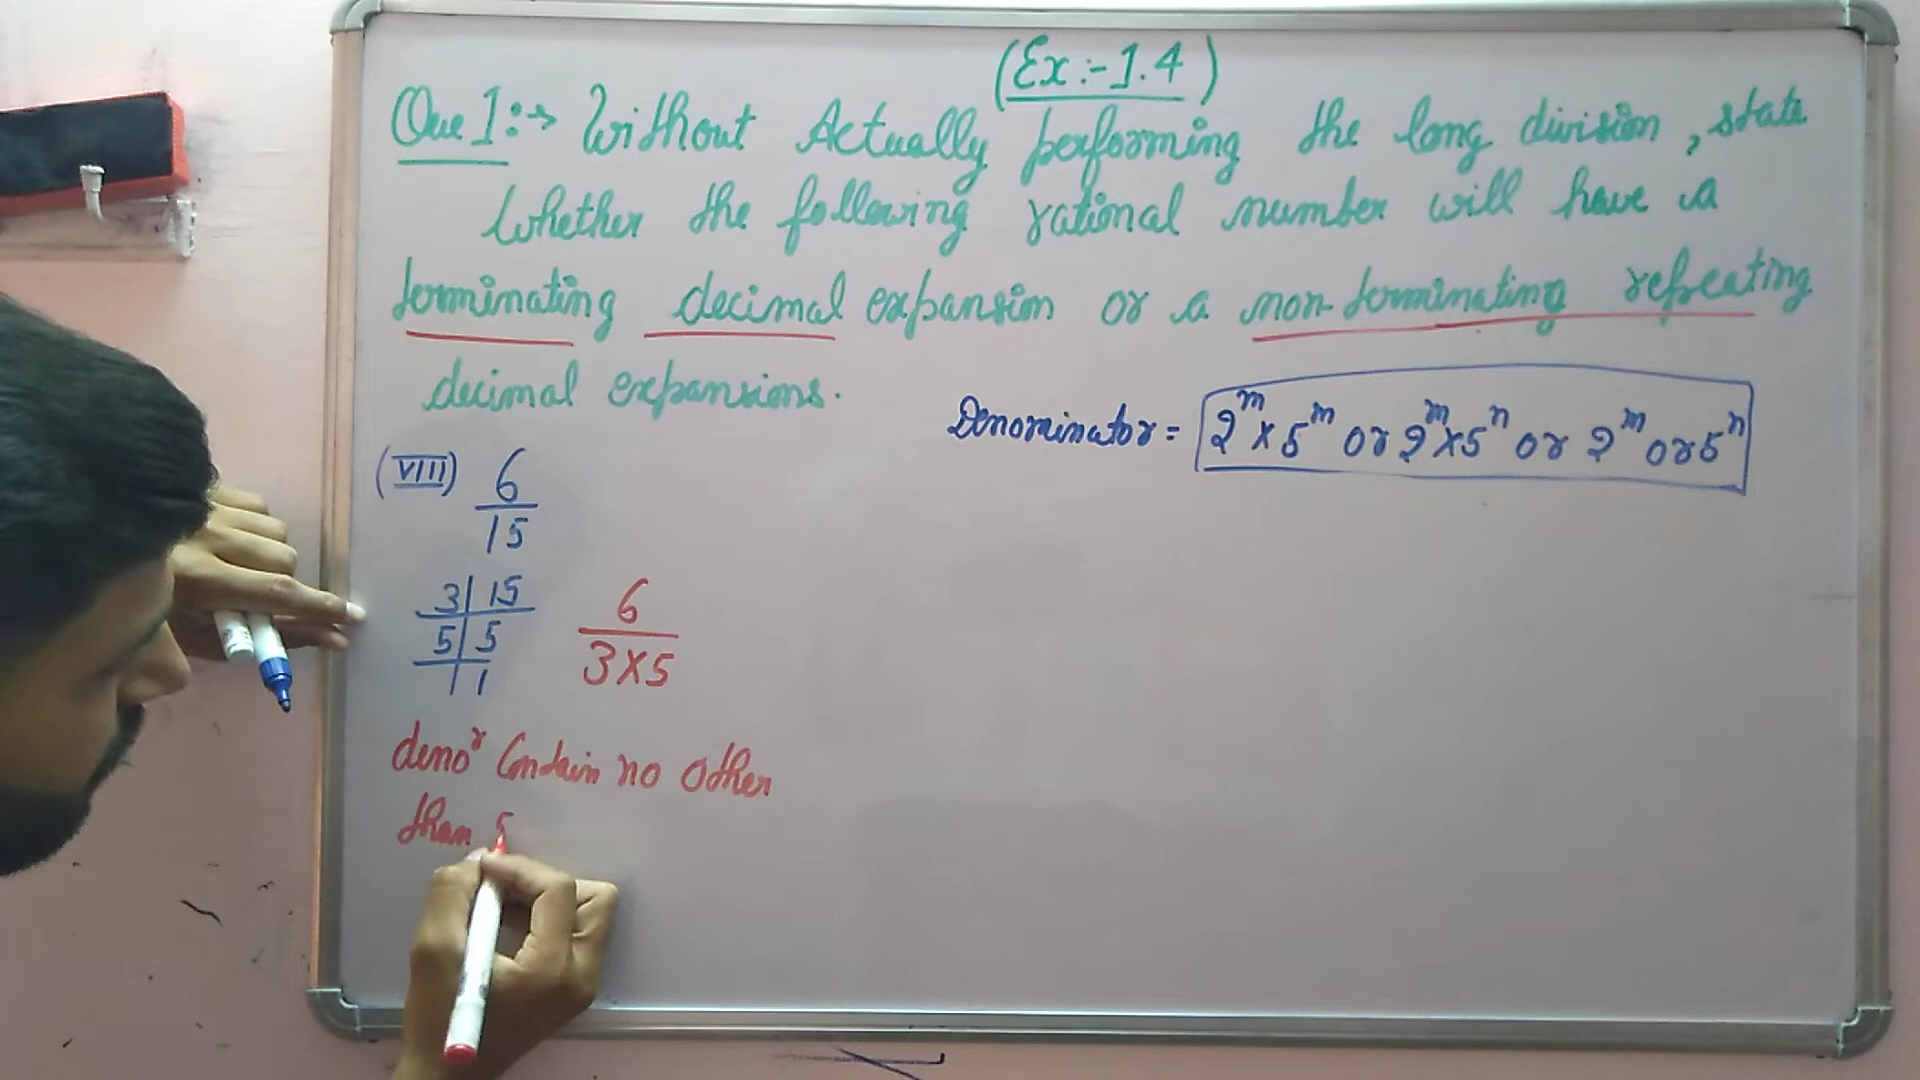 (Ex:-1.4)
Que 1:→ Without Actually performing the long division, state
Whether the following rational number will have a
terminating decimal expansion or a non-terminating repeating
decimal expansions.
Denominator = 2^m × 5^m or 2^m × 5^n or 2^m or 5^n
(VIII) 6
15
3 | 15
5 | 5
| 1
6
3×5
deno^r Contain no other
than 5